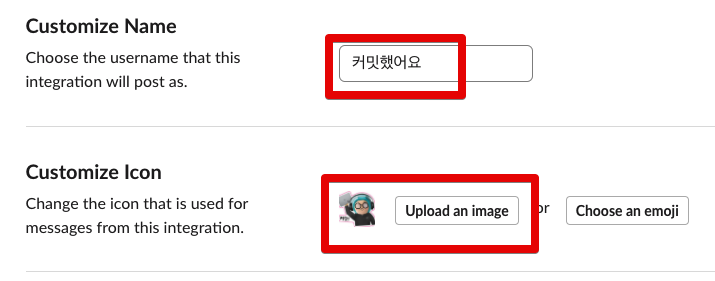 Customize Name
Choose the username that this
integration will post as.
커밋했어요
Customize Icon
Change the icon that is used for
messages from this integration.
Upload an image
or
Choose an emoji